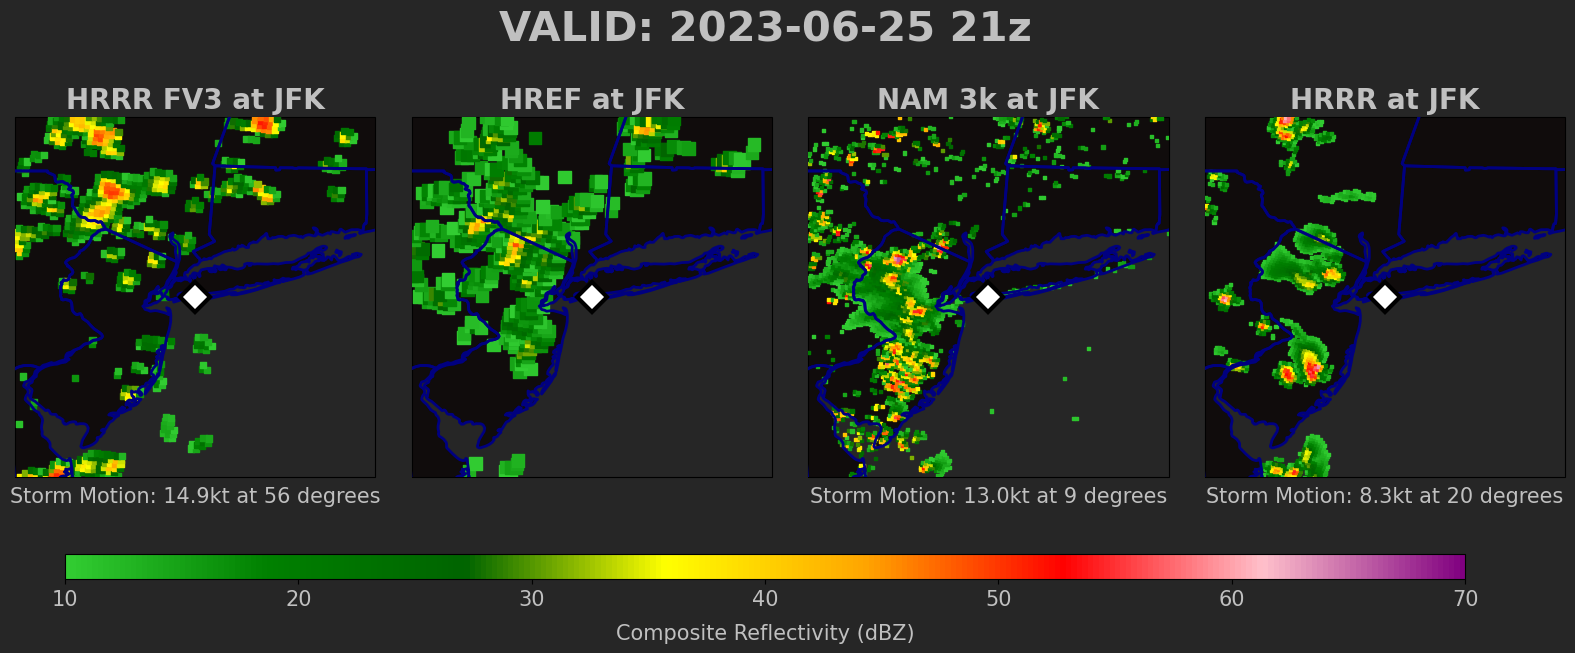 VALID: 2023-06-25 21z
HRRR FV3 at JFK
HREF at JFK
NAM 3k at JFK
HRRR at JFK
Storm Motion: 14.9kt at 56 degrees
Storm Motion: 13.0kt at 9 degrees
Storm Motion: 8.3kt at 20 degrees
10 20 30 40 50 60 70
Composite Reflectivity (dBZ)